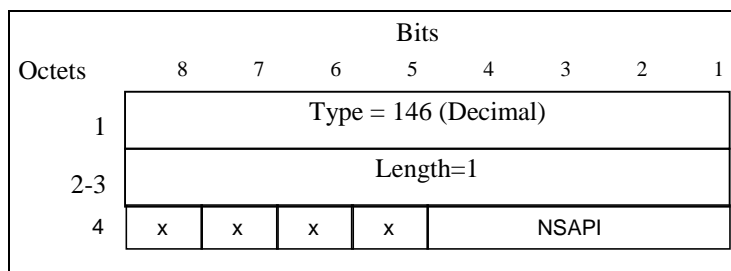 Bits
Octets 8 7 6 5 4 3 2 1
1 Type = 146 (Decimal)
2-3 Length=1
4 x x x x NSAPI